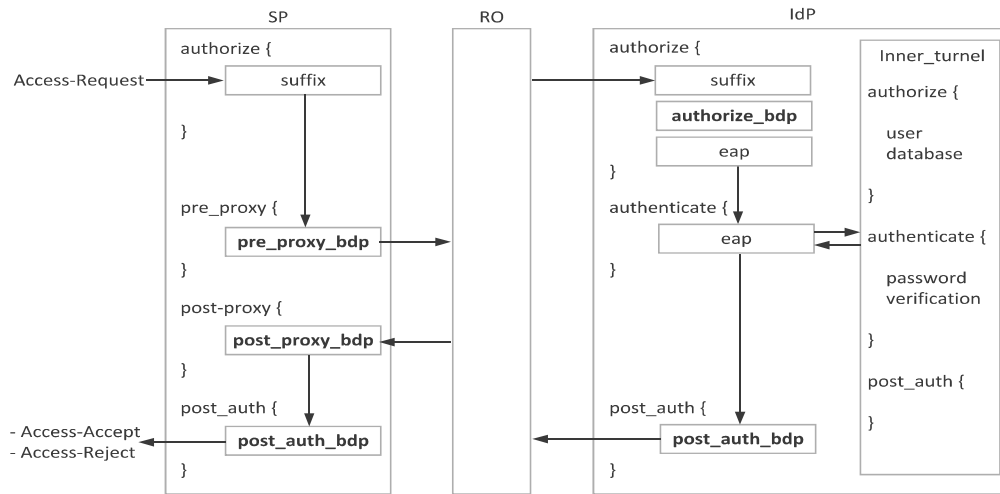 SP
RO
IdP
Access-Request
authorize {
suffix
}
pre_proxy {
pre_proxy_bdp
}
post-proxy {
post_proxy_bdp
}
post_auth {
post_auth_bdp
}
- Access-Accept
- Access-Reject
authorize {
suffix
authorize_bdp
eap
}
authenticate {
eap
}
post_auth {
post_auth_bdp
}
Inner_turnel
authorize {
user
database
}
authenticate {
password
verification
}
post_auth {
}